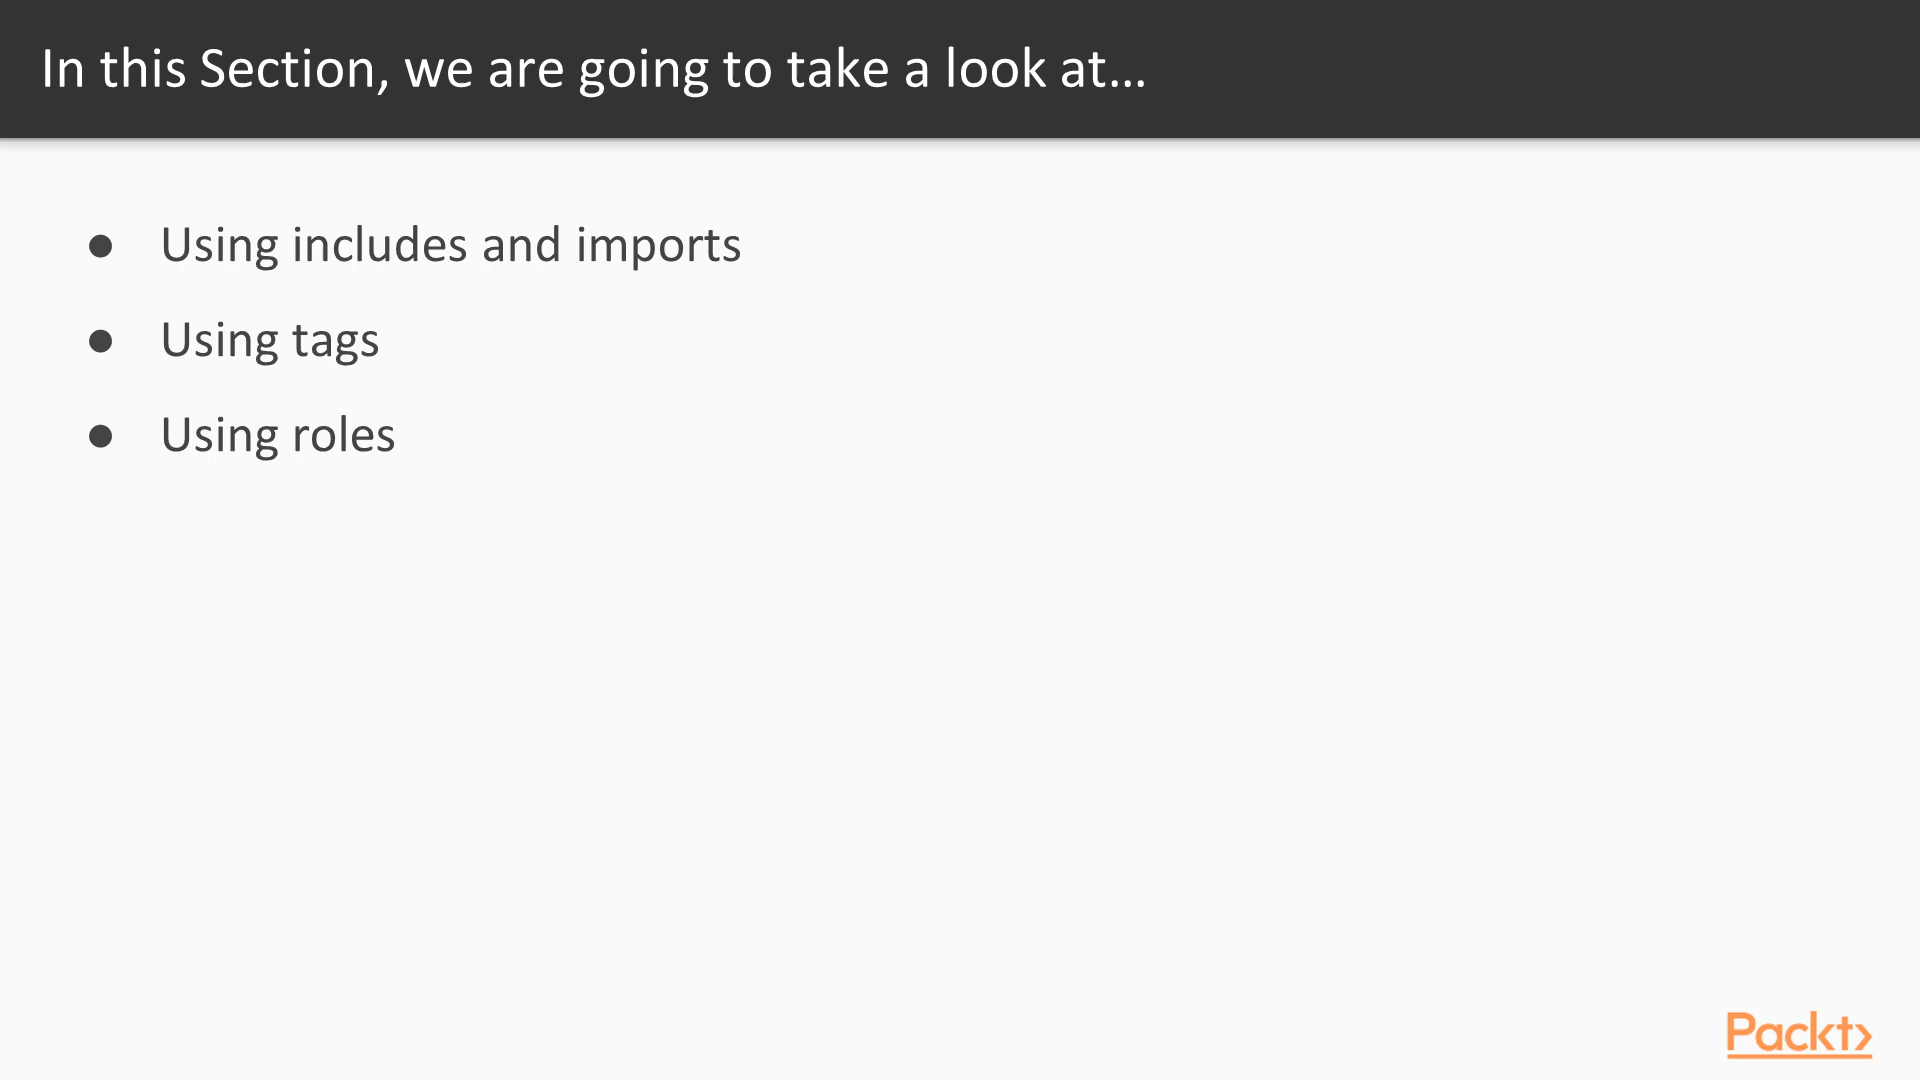 In this Section, we are going to take a look at…
● Using includes and imports
● Using tags
● Using roles
Packt>